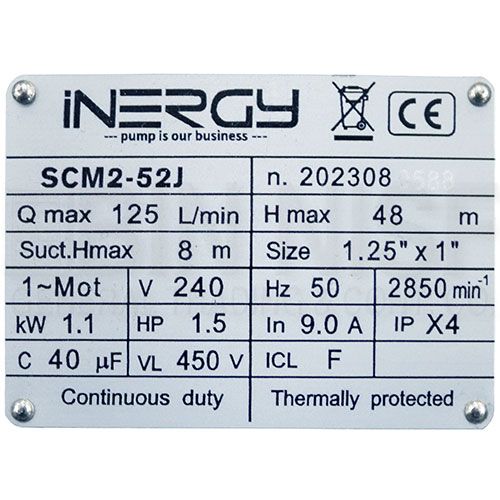 iNERGY
--- pump is our business ---
CE
SCM2-52J n. 202308
Q max 125 L/min H max 48 m
Suct.Hmax 8 m Size 1.25" x 1"
1~Mot V 240 Hz 50 2850 min⁻¹
kW 1.1 HP 1.5 In 9.0 A IP X4
C 40 µF VL 450 V ICL F
Continuous duty Thermally protected